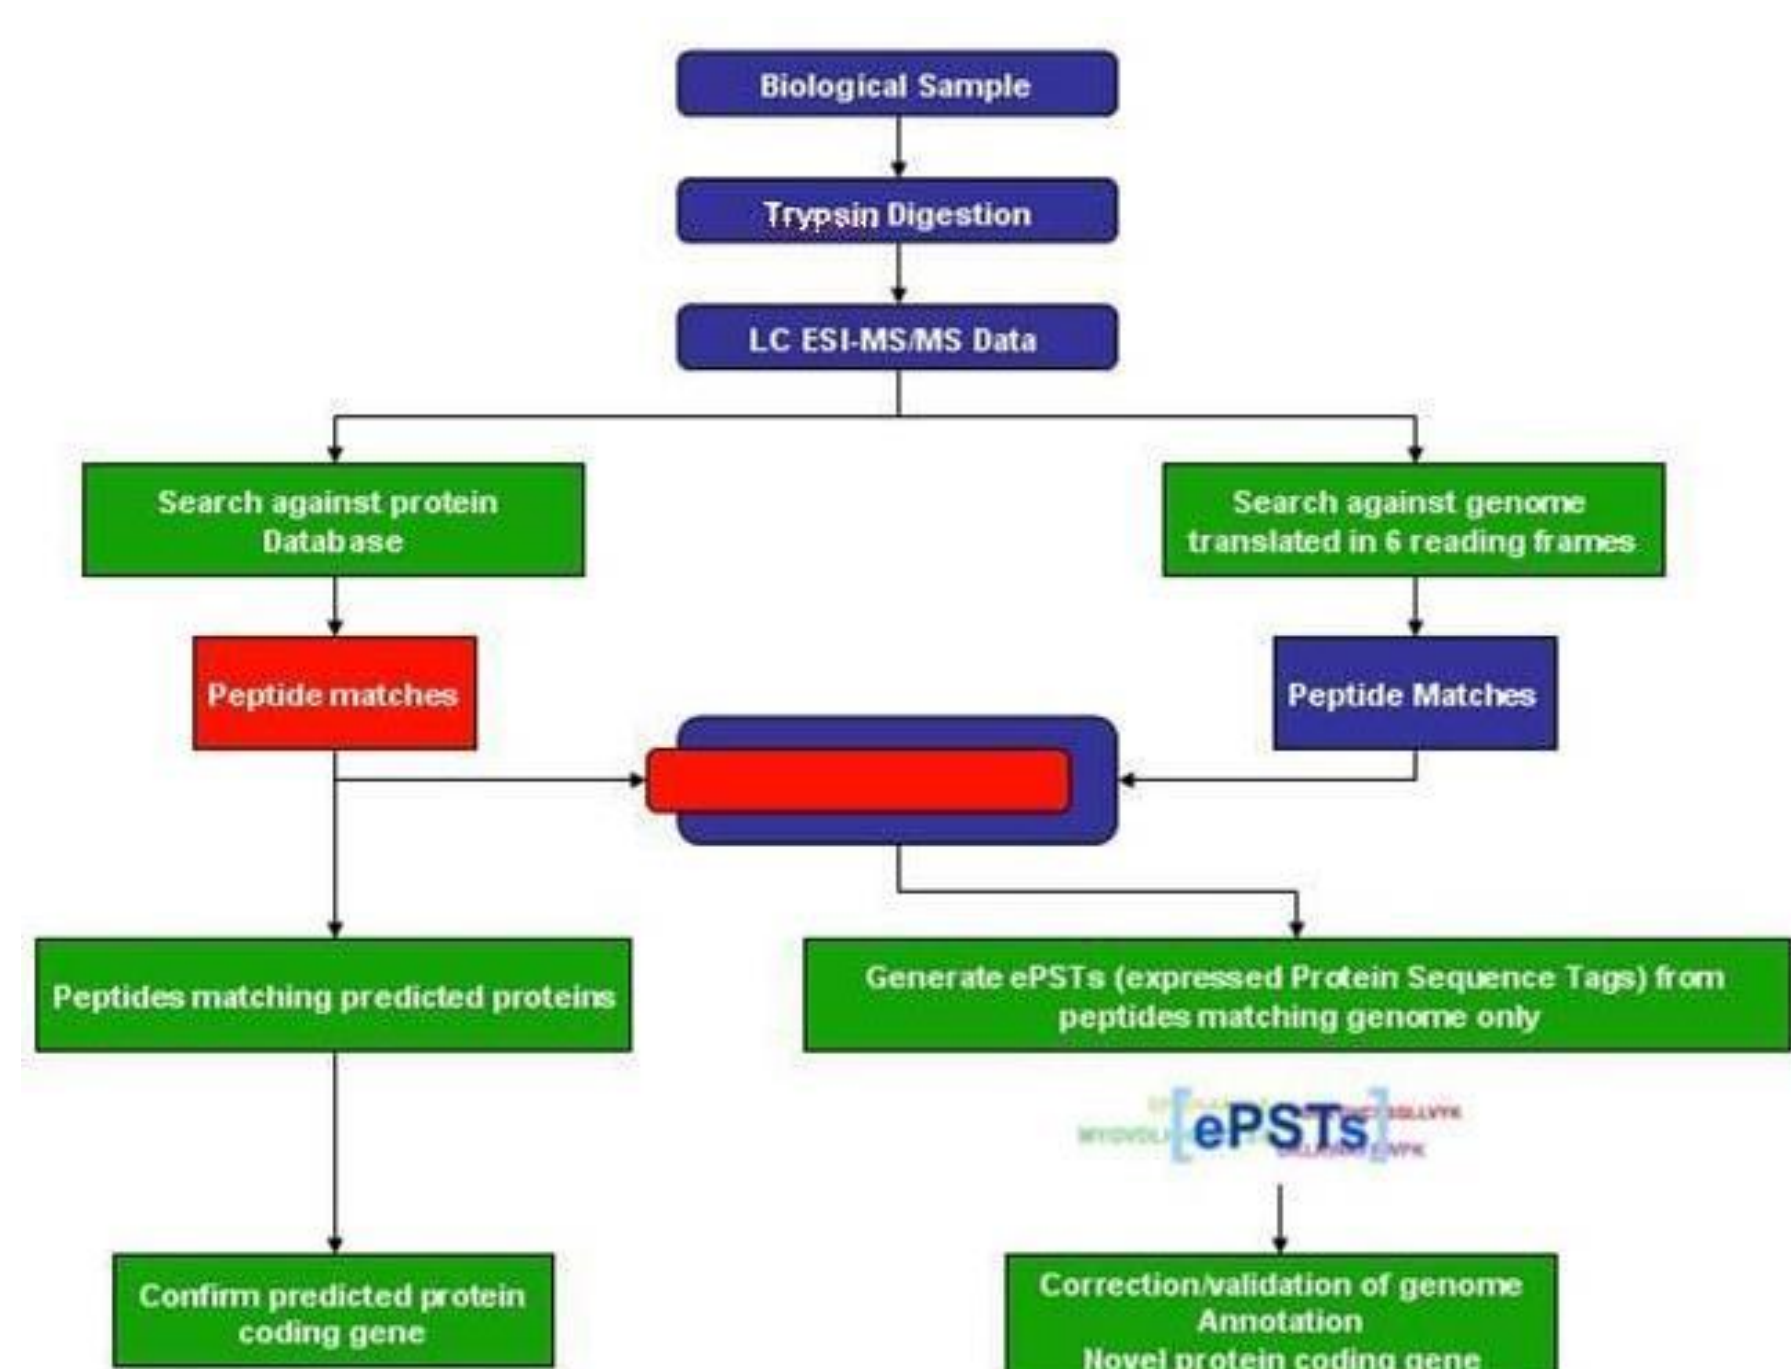 Biological Sample
Trypsin Digestion
LC ESI-MS/MS Data
Search against protein
Database
Search against genome
translated in 6 reading frames
Peptide matches
Peptide Matches
Peptides matching predicted proteins
Generate ePSTs (expressed Protein Sequence Tags) from
peptides matching genome only
[ePSTs]
Confirm predicted protein
coding gene
Correction/validation of genome
Annotation
Novel protein coding gene